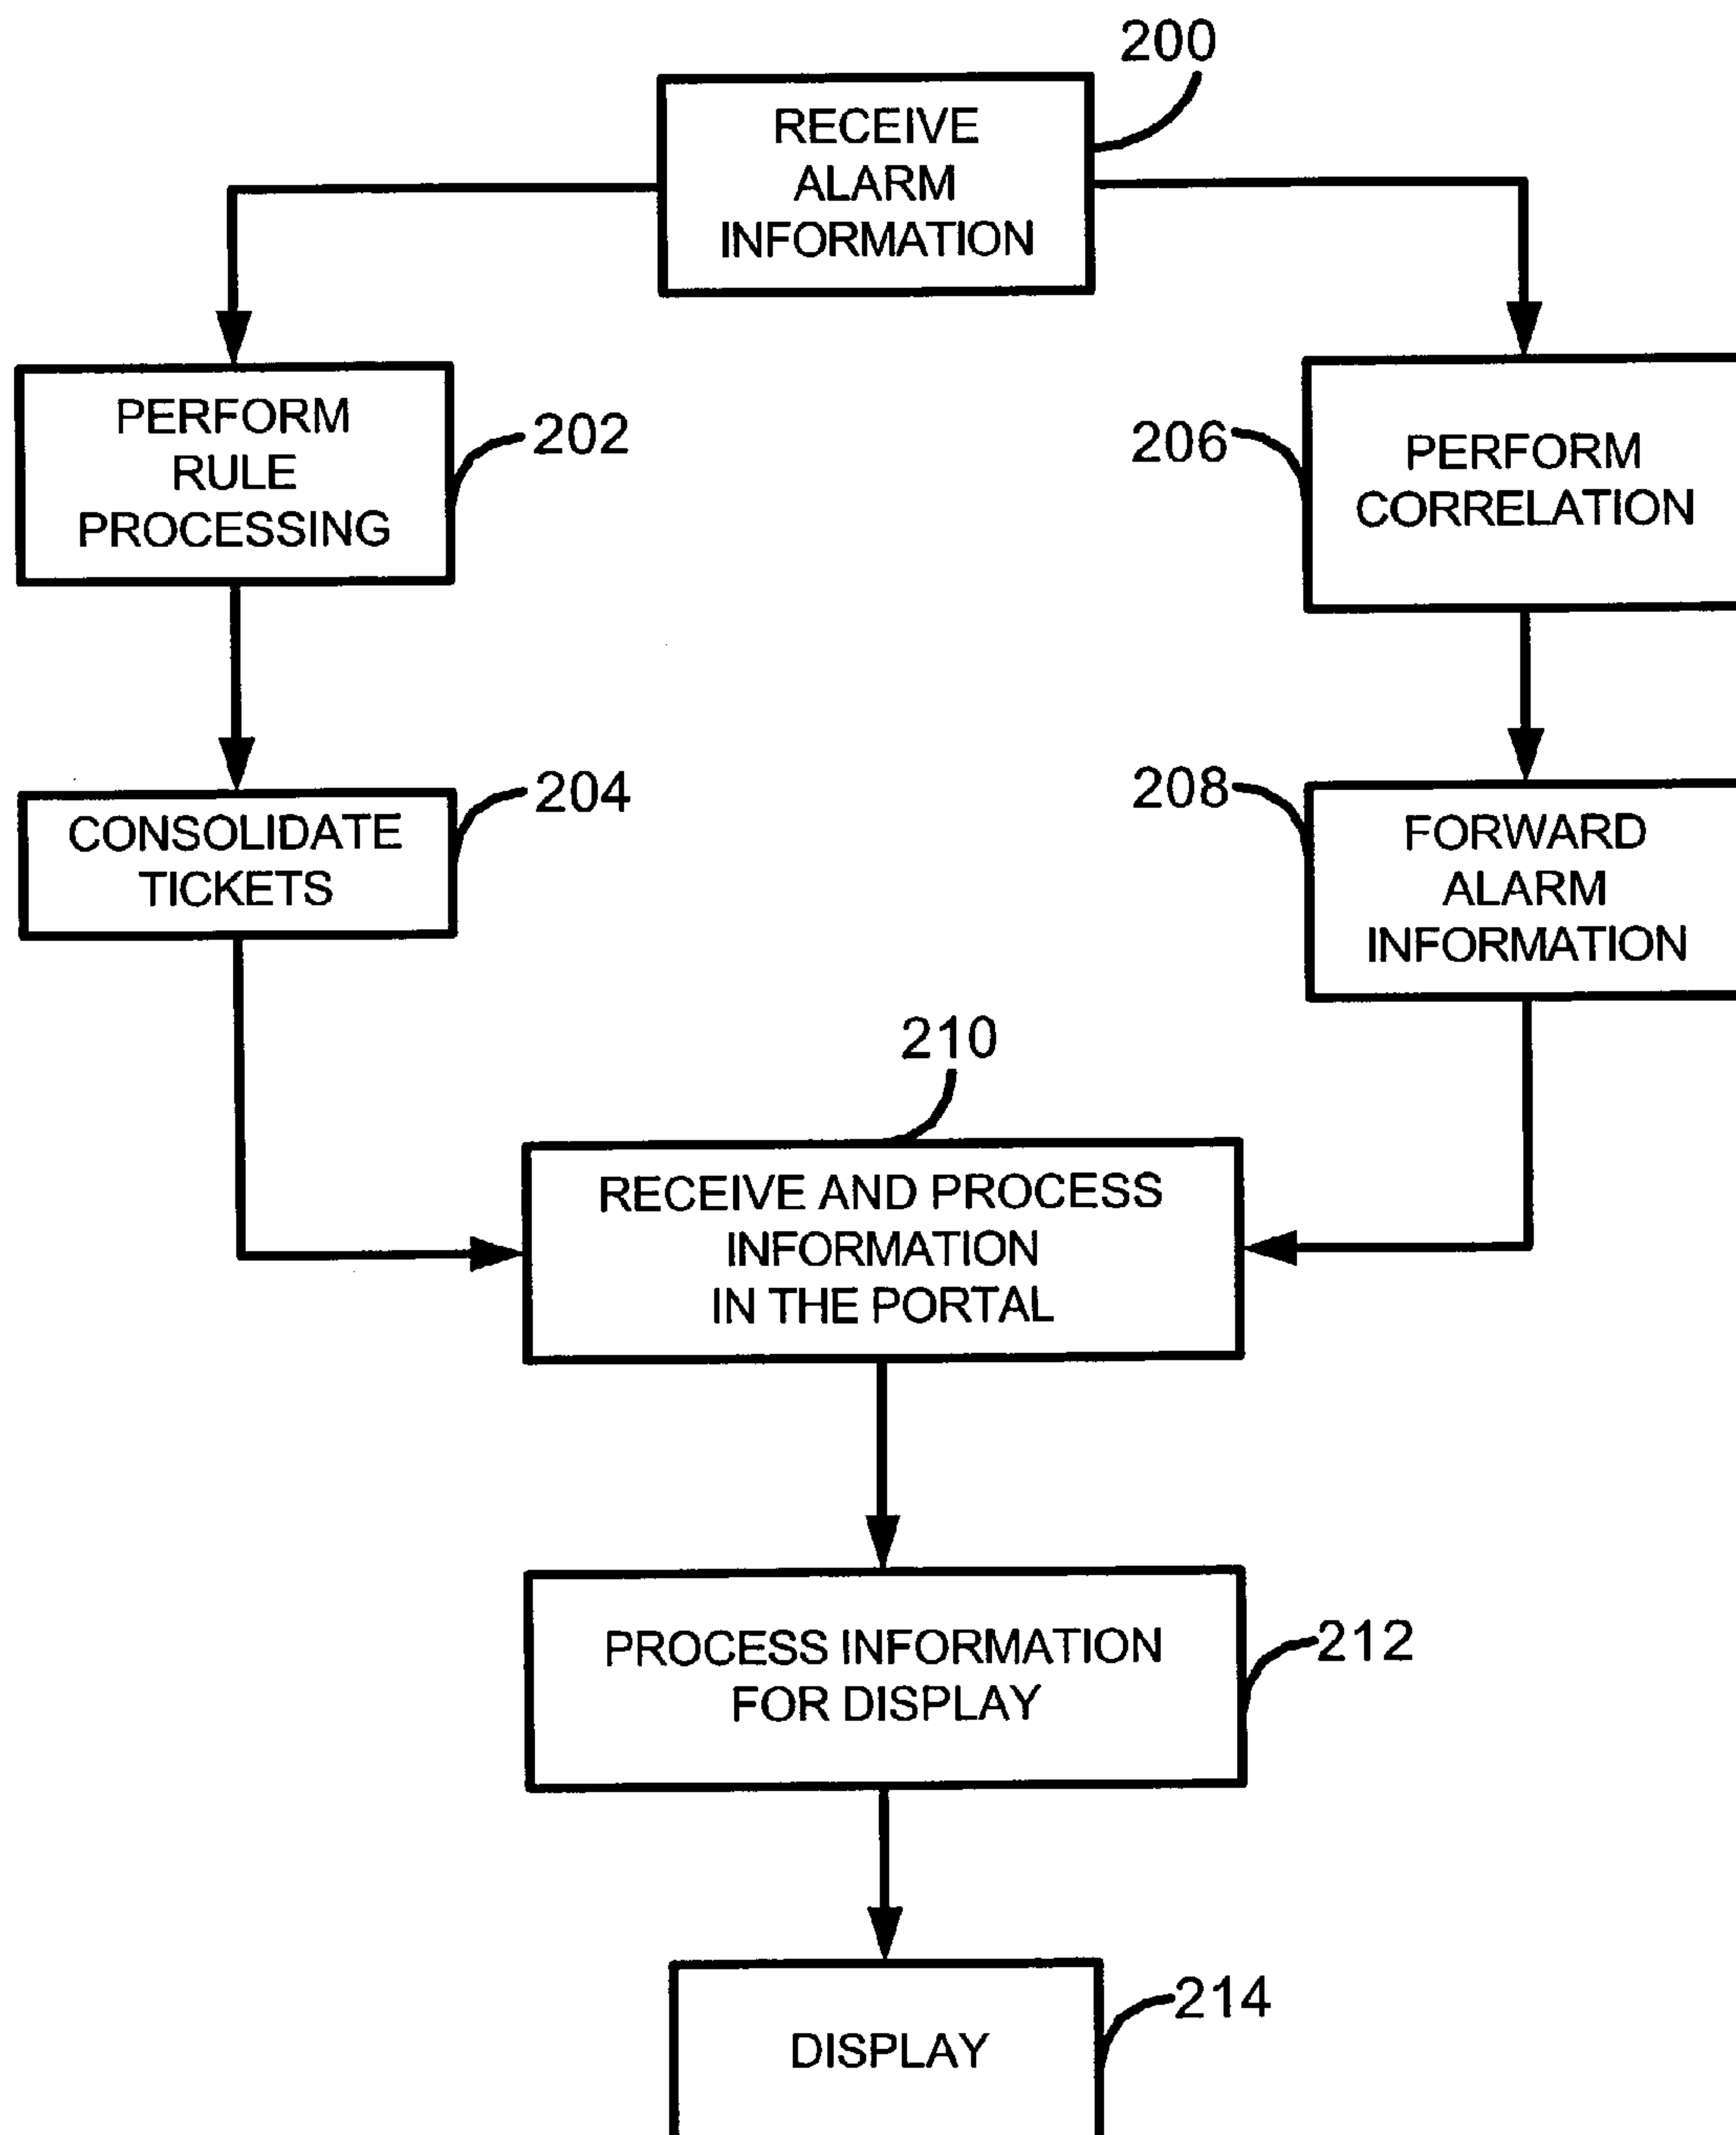 200
RECEIVE
ALARM
INFORMATION
PERFORM
RULE
PROCESSING
202
206
PERFORM
CORRELATION
CONSOLIDATE
TICKETS
204
208
FORWARD
ALARM
INFORMATION
210
RECEIVE AND PROCESS
INFORMATION
IN THE PORTAL
PROCESS INFORMATION
FOR DISPLAY
212
DISPLAY
214